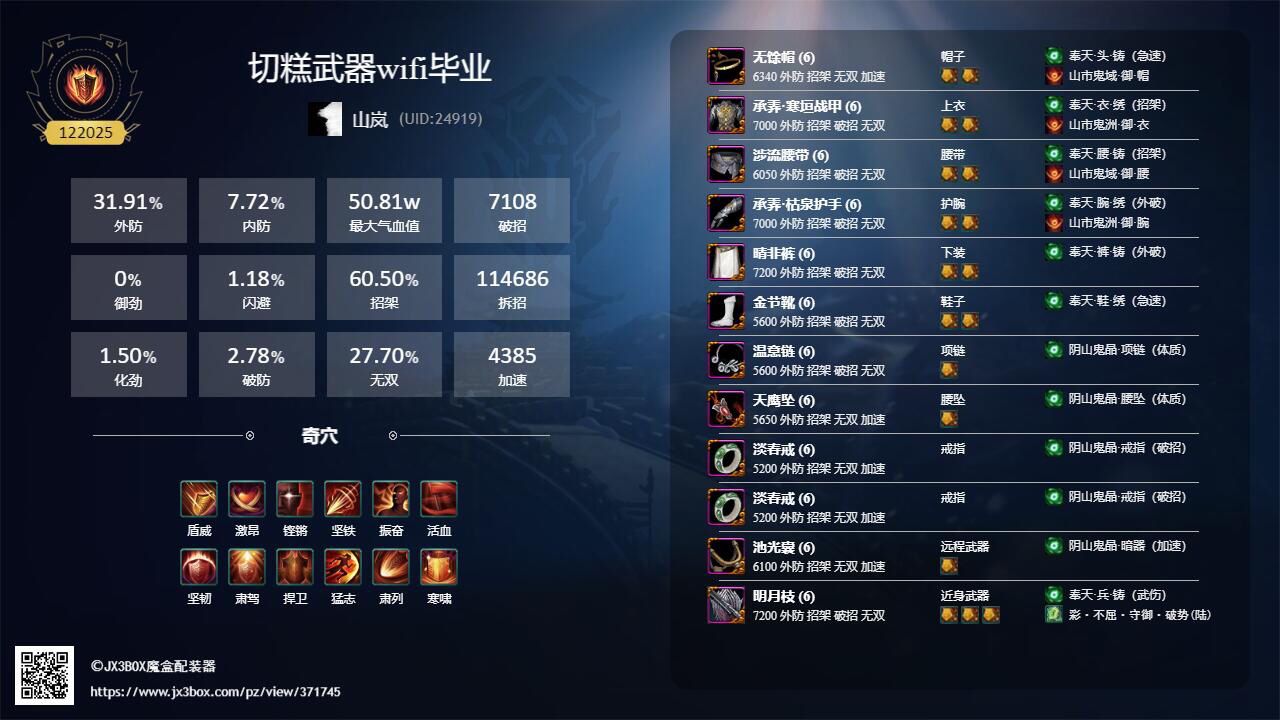 切糕武器wifi毕业
122025
山岚 (UID:24919)
31.91% 7.72% 50.81w 7108
外防 内防 最大气血值 破招
0% 1.18% 60.50% 114686
御劲 闪避 招架 拆招
1.50% 2.78% 27.70% 4385
化劲 破防 无双 加速
奇穴
盾威 激昂 铿锵 坚铁 振奋 活血
坚韧 肃驾 捍卫 猛志 肃列 寒啸
©JX3BOX魔盒配装器
https://www.jx3box.com/pz/view/371745
无馀帽 (6) 帽子 奉天·头·铸 (急速)
6340 外防 招架 无双 加速 山市鬼域·御·帽
承弄·寒洹战甲 (6) 上衣 奉天·衣·绣 (招架)
7000 外防 招架 破招 无双 山市鬼洲·御·衣
涉流腰带 (6) 腰带 奉天·腰·铸 (招架)
6050 外防 招架 破招 无双 山市鬼域·御·腰
承弄·枯泉护手 (6) 护腕 奉天·腕·绣 (外破)
7000 外防 招架 破招 无双 山市鬼洲·御·腕
晴非裤 (6) 下装 奉天·裤·铸 (外破)
7200 外防 招架 破招 无双
金节靴 (6) 鞋子 奉天·鞋·绣 (急速)
5600 外防 招架 破招 无双
温意链 (6) 项链 阴山鬼晶·项链 (体质)
5600 外防 招架 破招 无双
天鹰坠 (6) 腰坠 阴山鬼晶·腰坠 (体质)
5650 外防 招架 无双 加速
淡春戒 (6) 戒指 阴山鬼晶·戒指 (破招)
5200 外防 招架 无双 加速
淡春戒 (6) 戒指 阴山鬼晶·戒指 (破招)
5200 外防 招架 无双 加速
池光囊 (6) 远程武器 阴山鬼晶·暗器 (加速)
6100 外防 招架 无双 加速
明月枝 (6) 近身武器 奉天·兵·铸 (武伤)
7200 外防 招架 破招 无双 彩·不屈·守御·破势(陆)